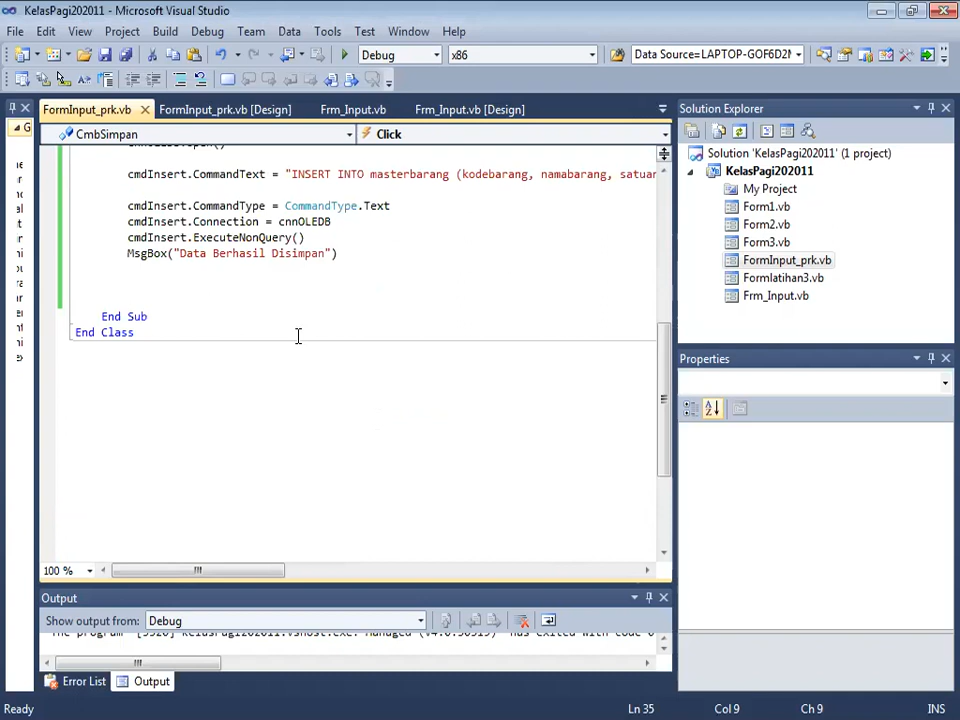 KelasPagi202011 - Microsoft Visual Studio
File Edit View Project Build Debug Team Data Tools Test Window Help
Debug x86 Data Source=LAPTOP-GOF6D2N
FormInput_prk.vb FormInput_prk.vb [Design] Frm_Input.vb Frm_Input.vb [Design]
CmbSimpan Click
cmdInsert.CommandText = "INSERT INTO masterbarang (kodebarang, namabarang, satuan
cmdInsert.CommandType = CommandType.Text
cmdInsert.Connection = cnnOLEDB
cmdInsert.ExecuteNonQuery()
MsgBox("Data Berhasil Disimpan")
End Sub
End Class
100 %
Output
Show output from: Debug
Error List Output
Solution Explorer
Solution 'KelasPagi202011' (1 project)
KelasPagi202011
My Project
Form1.vb
Form2.vb
Form3.vb
FormInput_prk.vb
Formlatihan3.vb
Frm_Input.vb
Properties
Ready Ln 35 Col 9 Ch 9 INS